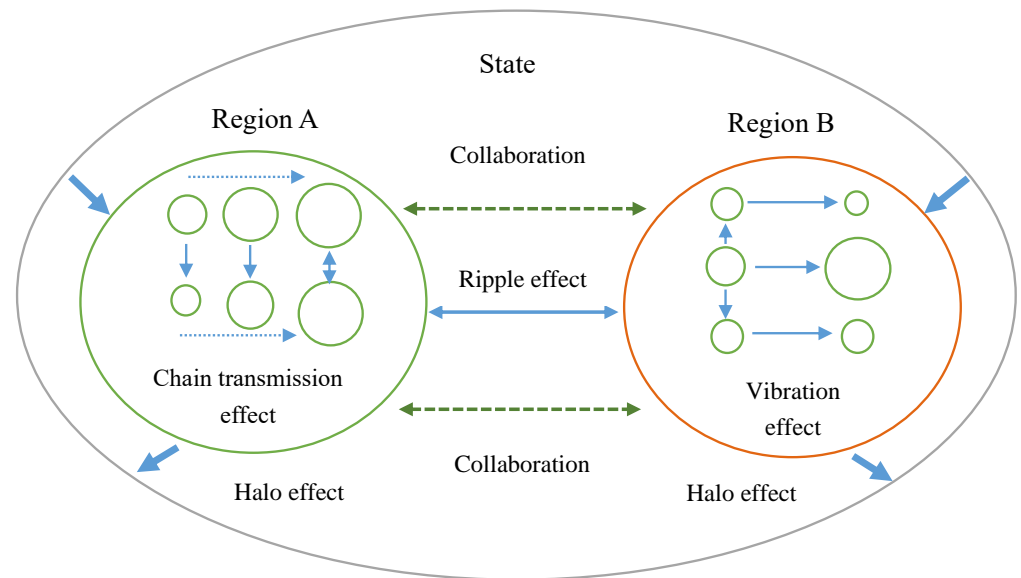 State
Region A
Region B
Collaboration
Ripple effect
Chain transmission
effect
Vibration
effect
Collaboration
Halo effect
Halo effect